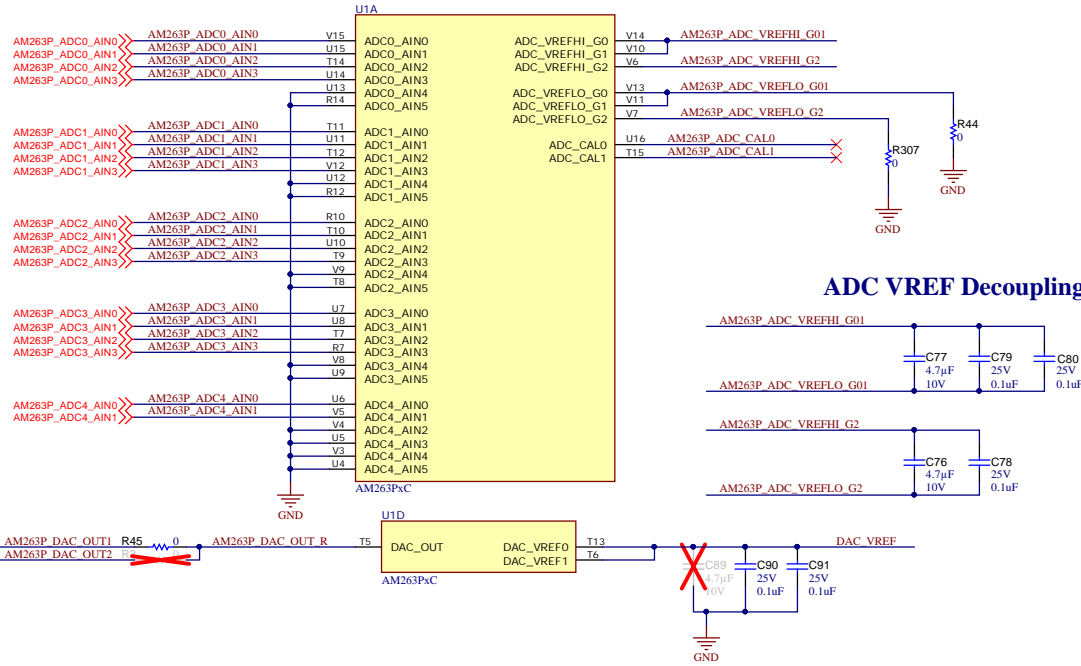 U1A
AM263P_ADC0_AIN0 AM263P_ADC0_AIN0 V15 ADC0_AIN0
AM263P_ADC0_AIN1 AM263P_ADC0_AIN1 U15 ADC0_AIN1
AM263P_ADC0_AIN2 AM263P_ADC0_AIN2 T14 ADC0_AIN2
AM263P_ADC0_AIN3 AM263P_ADC0_AIN3 U14 ADC0_AIN3
U13 ADC0_AIN4
R14 ADC0_AIN5
AM263P_ADC1_AIN0 AM263P_ADC1_AIN0 T11 ADC1_AIN0
AM263P_ADC1_AIN1 AM263P_ADC1_AIN1 U11 ADC1_AIN1
AM263P_ADC1_AIN2 AM263P_ADC1_AIN2 T12 ADC1_AIN2
AM263P_ADC1_AIN3 AM263P_ADC1_AIN3 V12 ADC1_AIN3
U12 ADC1_AIN4
R12 ADC1_AIN5
AM263P_ADC2_AIN0 AM263P_ADC2_AIN0 R10 ADC2_AIN0
AM263P_ADC2_AIN1 AM263P_ADC2_AIN1 T10 ADC2_AIN1
AM263P_ADC2_AIN2 AM263P_ADC2_AIN2 U10 ADC2_AIN2
AM263P_ADC2_AIN3 AM263P_ADC2_AIN3 T9 ADC2_AIN3
V9 ADC2_AIN4
T8 ADC2_AIN5
AM263P_ADC3_AIN0 AM263P_ADC3_AIN0 U7 ADC3_AIN0
AM263P_ADC3_AIN1 AM263P_ADC3_AIN1 U8 ADC3_AIN1
AM263P_ADC3_AIN2 AM263P_ADC3_AIN2 T7 ADC3_AIN2
AM263P_ADC3_AIN3 AM263P_ADC3_AIN3 R7 ADC3_AIN3
V8 ADC3_AIN4
U9 ADC3_AIN5
AM263P_ADC4_AIN0 AM263P_ADC4_AIN0 U6 ADC4_AIN0
AM263P_ADC4_AIN1 AM263P_ADC4_AIN1 V5 ADC4_AIN1
V4 ADC4_AIN2
U5 ADC4_AIN3
V3 ADC4_AIN4
U4 ADC4_AIN5
AM263PxC
GND
ADC_VREFHI_G0 V14 AM263P_ADC_VREFHI_G01
ADC_VREFHI_G1 V10
ADC_VREFHI_G2 V6 AM263P_ADC_VREFHI_G2
ADC_VREFLO_G0 V13 AM263P_ADC_VREFLO_G01
ADC_VREFLO_G1 V11
ADC_VREFLO_G2 V7 AM263P_ADC_VREFLO_G2
ADC_CAL0 U16 AM263P_ADC_CAL0
ADC_CAL1 T15 AM263P_ADC_CAL1
R44
0
GND
R307
0
GND
ADC VREF Decoupling
AM263P_ADC_VREFHI_G01
C77 C79 C80
4.7µF 25V 25V
10V 0.1uF 0.1uF
AM263P_ADC_VREFLO_G01
AM263P_ADC_VREFHI_G2
C76 C78
4.7µF 25V
10V 0.1uF
AM263P_ADC_VREFLO_G2
U1D
AM263P_DAC_OUT1 R45 0 AM263P_DAC_OUT_R T5 DAC_OUT DAC_VREF0 T13 DAC_VREF
AM263P_DAC_OUT2 DAC_VREF1 T6
AM263PxC
C89 C90 C91
4.7µF 25V 25V
10V 0.1uF 0.1uF
GND